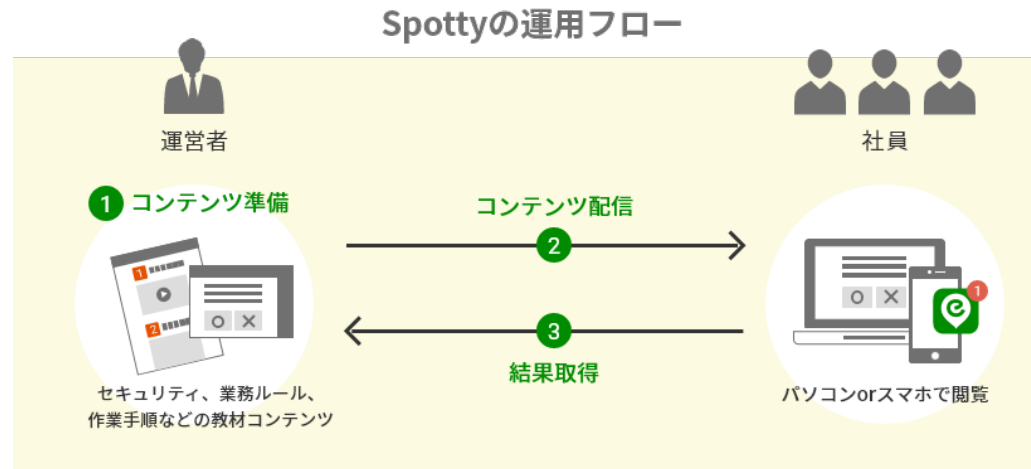 Spottyの運用フロー
運営者
社員
1 コンテンツ準備
コンテンツ配信
2
3
結果取得
1
2
1
セキュリティ、業務ルール、
作業手順などの教材コンテンツ
パソコンorスマホで閲覧